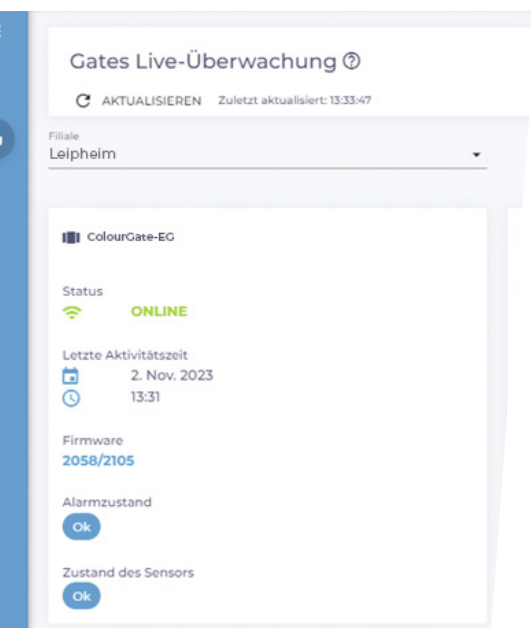 Gates Live-Überwachung
AKTUALISIEREN Zuletzt aktualisiert: 13:33:47
Filiale
Leipheim
ColourGate-EG
Status
ONLINE
Letzte Aktivitätszeit
2. Nov. 2023
13:31
Firmware
2058/2105
Alarmzustand
Ok
Zustand des Sensors
Ok